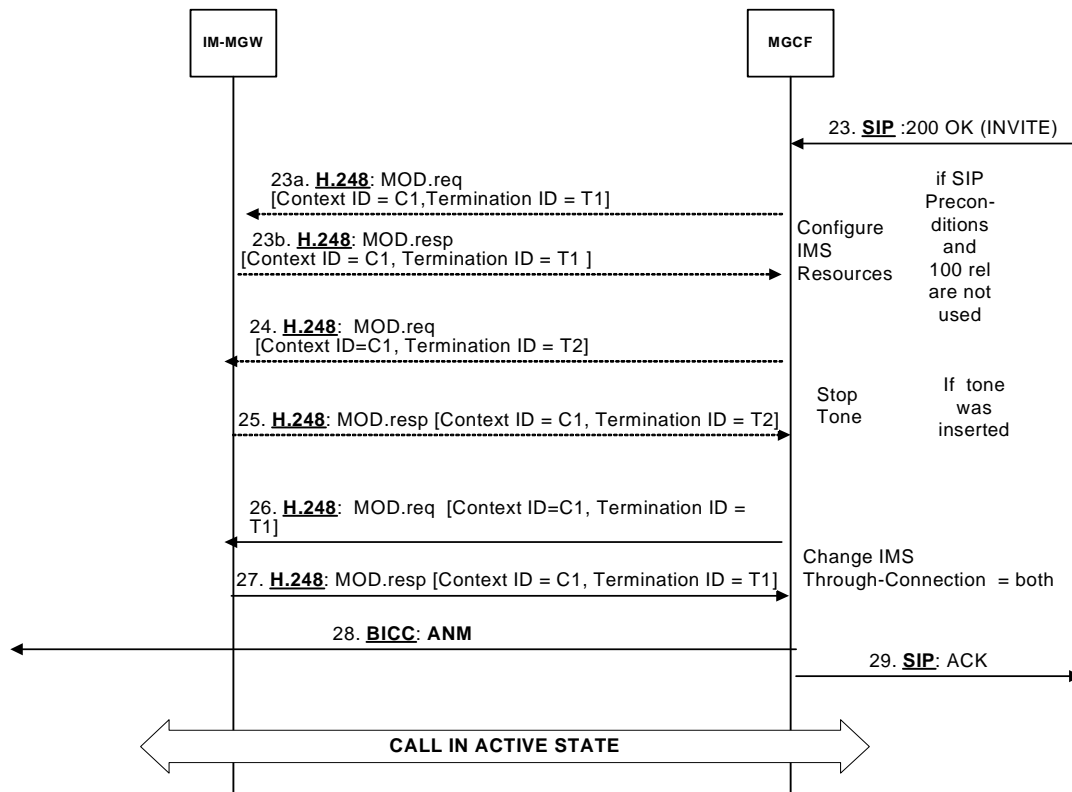 IM-MGW
MGCF
23. SIP :200 OK (INVITE)
23a. H.248: MOD.req
[Context ID = C1,Termination ID = T1]
23b. H.248: MOD.resp
[Context ID = C1, Termination ID = T1 ]
Configure
IMS
Resources
if SIP
Precon-
ditions
and
100 rel
are not
used
24. H.248:  MOD.req
[Context ID=C1, Termination ID = T2]
25. H.248: MOD.resp [Context ID = C1, Termination ID = T2]
Stop
Tone
If  tone
was
inserted
26. H.248:  MOD.req  [Context ID=C1, Termination ID =
T1]
27. H.248: MOD.resp [Context ID = C1, Termination ID = T1]
Change IMS
Through-Connection  = both
28. BICC: ANM
29. SIP: ACK
CALL IN ACTIVE STATE